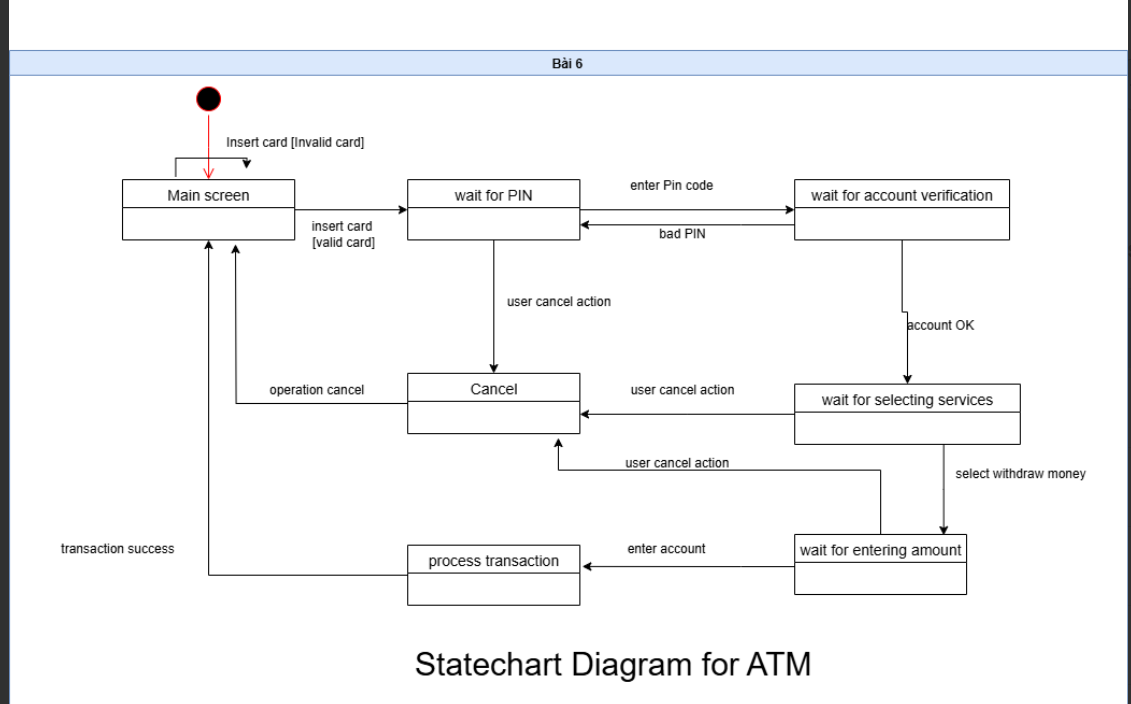 Bài 6
Insert card [Invalid card]
Main screen
wait for PIN
enter Pin code
wait for account verification
insert card
[valid card]
bad PIN
user cancel action
account OK
operation cancel
Cancel
user cancel action
wait for selecting services
user cancel action
select withdraw money
transaction success
process transaction
enter account
wait for entering amount
Statechart Diagram for ATM